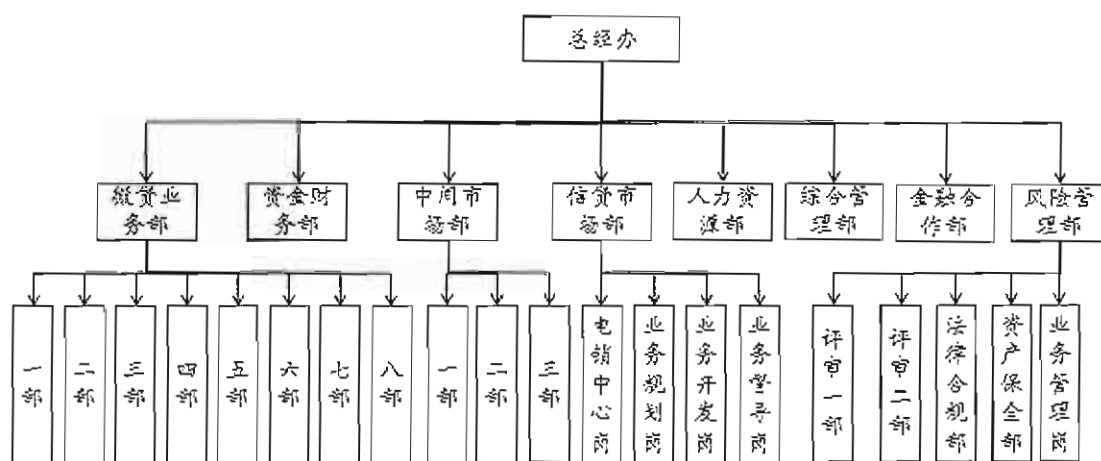 总经办
微贷业
务部
资金财
务部
中间市
场部
信贷市
场部
人力资
源部
综合管
理部
金融合
作部
风险管
理部
一部
二部
三部
四部
五部
六部
七部
八部
一部
二部
三部
电销中心岗
业务规划岗
业务开发岗
业务督导岗
评审一部
评审二部
法律合规部
资产保全部
业务管理岗